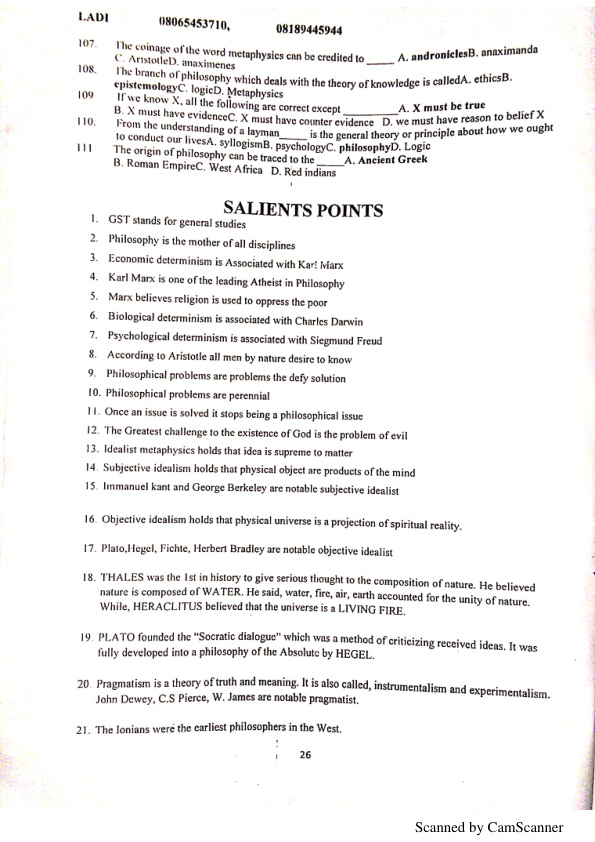 LADI 08065453710, 08189445944
107. The coinage of the word metaphysics can be credited to _____ A. andronicles B. anaximanda
C. Aristotle D. anaximenes
108. The branch of philosophy which deals with the theory of knowledge is called A. ethics B.
epistemology C. logic D. Metaphysics
109 If we know X, all the following are correct except __________ A. X must be true
B. X must have evidence C. X must have counter evidence D. we must have reason to belief X
110. From the understanding of a layman_____ is the general theory or principle about how we ought
to conduct our lives A. syllogism B. psychology C. philosophy D. Logic
111 The origin of philosophy can be traced to the _____ A. Ancient Greek
B. Roman Empire C. West Africa D. Red indians
SALIENTS POINTS
1. GST stands for general studies
2. Philosophy is the mother of all disciplines
3. Economic determinism is Associated with Karl Marx
4. Karl Marx is one of the leading Atheist in Philosophy
5. Marx believes religion is used to oppress the poor
6. Biological determinism is associated with Charles Darwin
7. Psychological determinism is associated with Siegmund Freud
8. According to Aristotle all men by nature desire to know
9. Philosophical problems are problems the defy solution
10. Philosophical problems are perennial
11. Once an issue is solved it stops being a philosophical issue
12. The Greatest challenge to the existence of God is the problem of evil
13. Idealist metaphysics holds that idea is supreme to matter
14. Subjective idealism holds that physical object are products of the mind
15. Immanuel kant and George Berkeley are notable subjective idealist
16. Objective idealism holds that physical universe is a projection of spiritual reality.
17. Plato,Hegel, Fichte, Herbert Bradley are notable objective idealist
18. THALES was the 1st in history to give serious thought to the composition of nature. He believed
nature is composed of WATER. He said, water, fire, air, earth accounted for the unity of nature.
While, HERACLITUS believed that the universe is a LIVING FIRE.
19. PLATO founded the "Socratic dialogue" which was a method of criticizing received ideas. It was
fully developed into a philosophy of the Absolute by HEGEL.
20. Pragmatism is a theory of truth and meaning. It is also called, instrumentalism and experimentalism.
John Dewey, C.S Pierce, W. James are notable pragmatist.
21. The Ionians were the earliest philosophers in the West.
26
Scanned by CamScanner